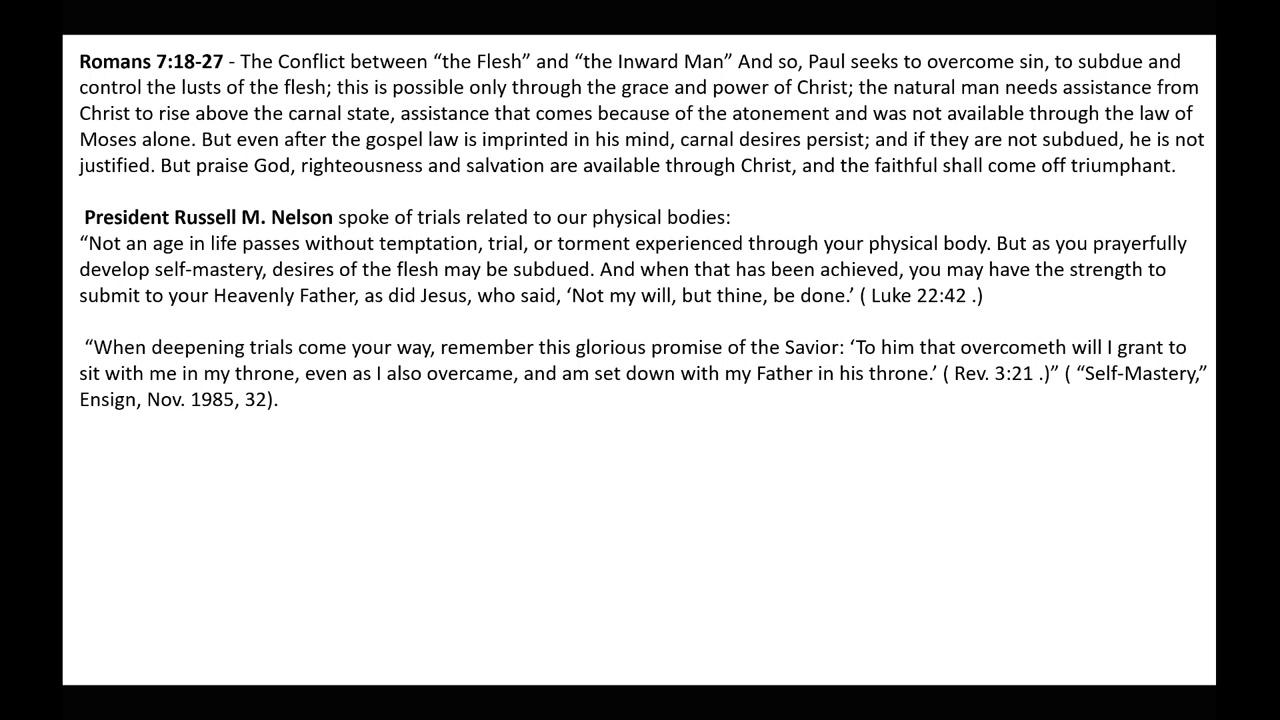 Romans 7:18-27 - The Conflict between “the Flesh” and “the Inward Man” And so, Paul seeks to overcome sin, to subdue and
control the lusts of the flesh; this is possible only through the grace and power of Christ; the natural man needs assistance from
Christ to rise above the carnal state, assistance that comes because of the atonement and was not available through the law of
Moses alone. But even after the gospel law is imprinted in his mind, carnal desires persist; and if they are not subdued, he is not
justified. But praise God, righteousness and salvation are available through Christ, and the faithful shall come off triumphant.
President Russell M. Nelson spoke of trials related to our physical bodies:
“Not an age in life passes without temptation, trial, or torment experienced through your physical body. But as you prayerfully
develop self-mastery, desires of the flesh may be subdued. And when that has been achieved, you may have the strength to
submit to your Heavenly Father, as did Jesus, who said, ‘Not my will, but thine, be done.’ ( Luke 22:42 .)
“When deepening trials come your way, remember this glorious promise of the Savior: ‘To him that overcometh will I grant to
sit with me in my throne, even as I also overcame, and am set down with my Father in his throne.’ ( Rev. 3:21 .)” ( “Self-Mastery,”
Ensign, Nov. 1985, 32).